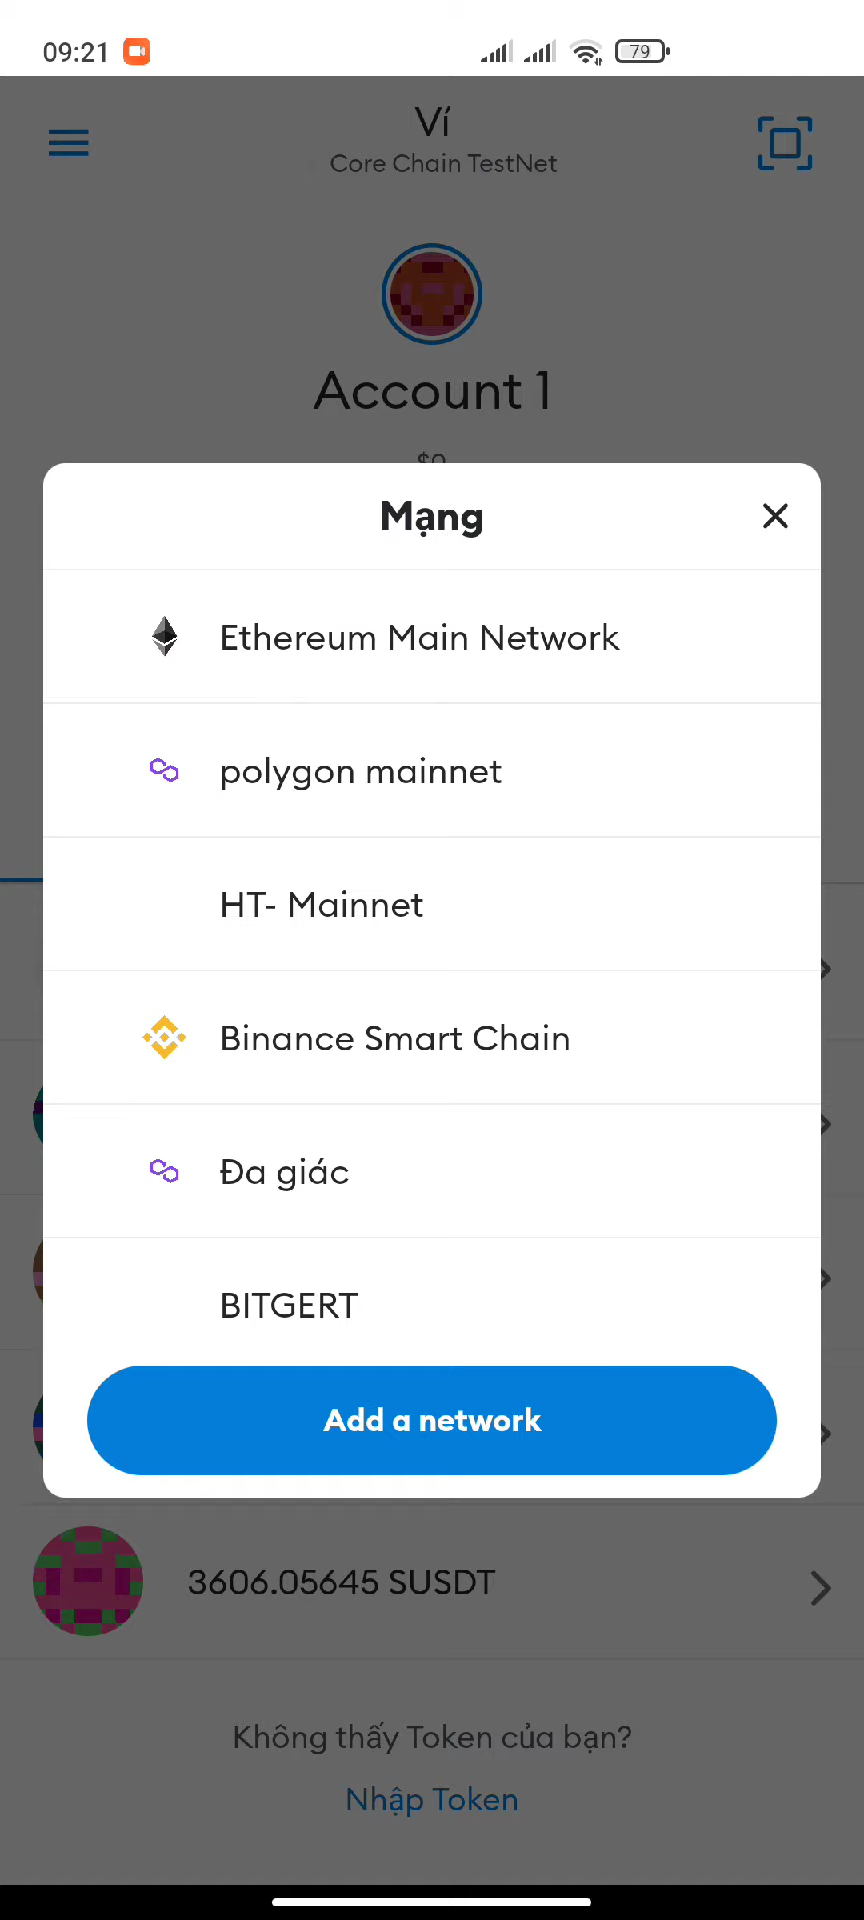 09:21
79
Ví
Core Chain TestNet
Account 1
$0
Mạng
Ethereum Main Network
polygon mainnet
HT- Mainnet
Binance Smart Chain
Đa giác
BITGERT
Add a network
3606.05645 SUSDT
Không thấy Token của bạn?
Nhập Token